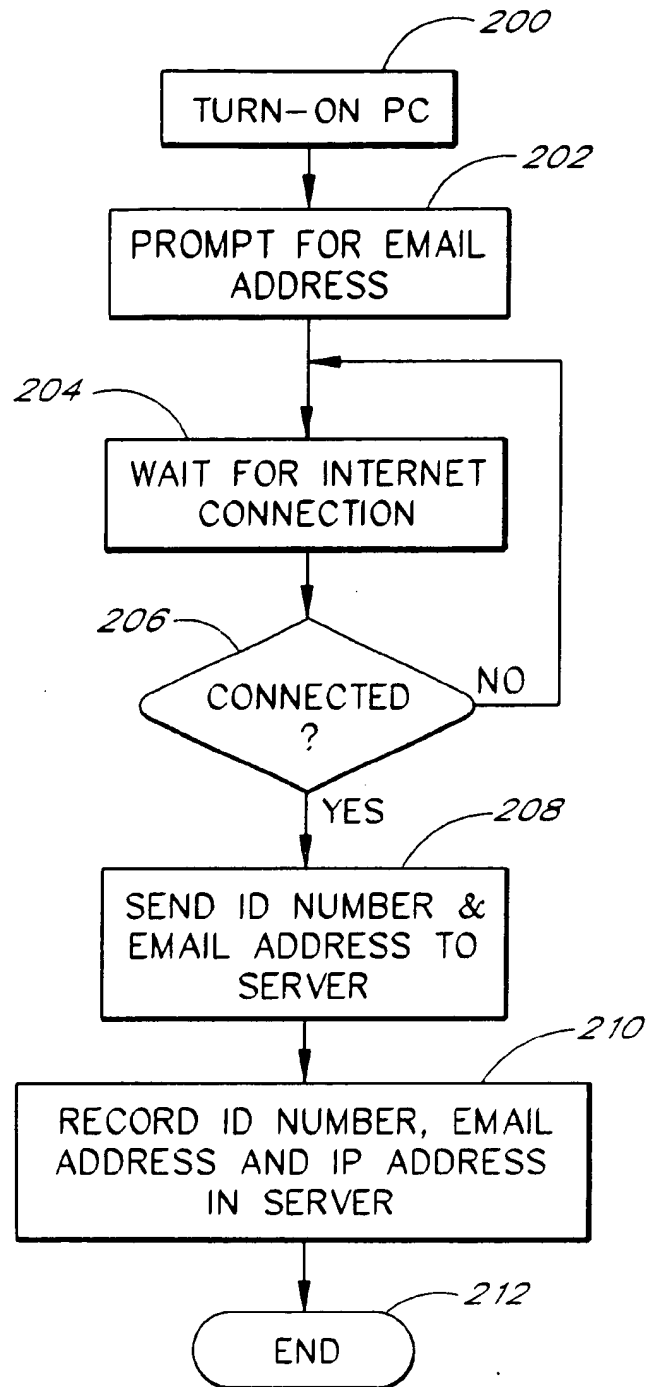 200
TURN-ON PC
202
PROMPT FOR EMAIL
ADDRESS
204
WAIT FOR INTERNET
CONNECTION
206
CONNECTED
?
NO
YES
208
SEND ID NUMBER &
EMAIL ADDRESS TO
SERVER
210
RECORD ID NUMBER, EMAIL
ADDRESS AND IP ADDRESS
IN SERVER
212
END